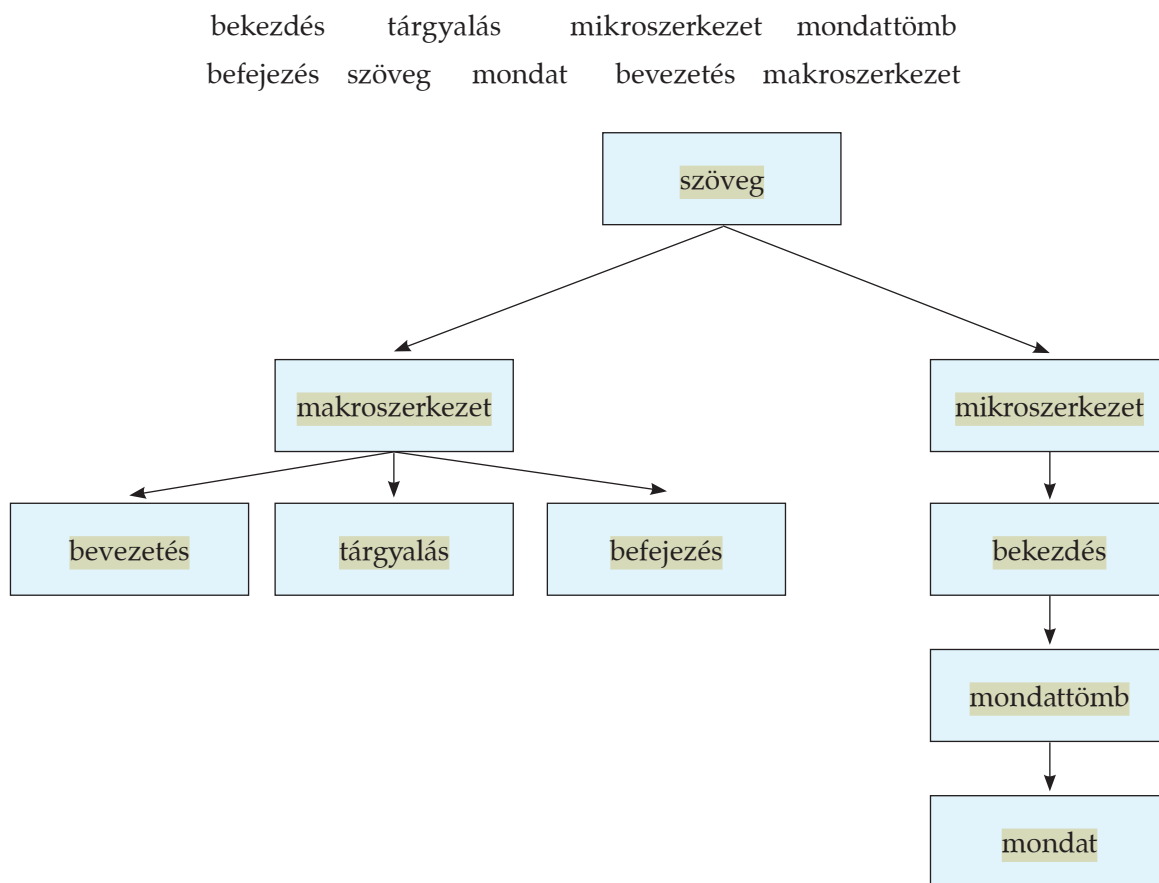 bekezdés tárgyalás mikroszerkezet mondattömb
befejezés szöveg mondat bevezetés makroszerkezet
szöveg
makroszerkezet mikroszerkezet
bevezetés tárgyalás befejezés bekezdés
mondattömb
mondat